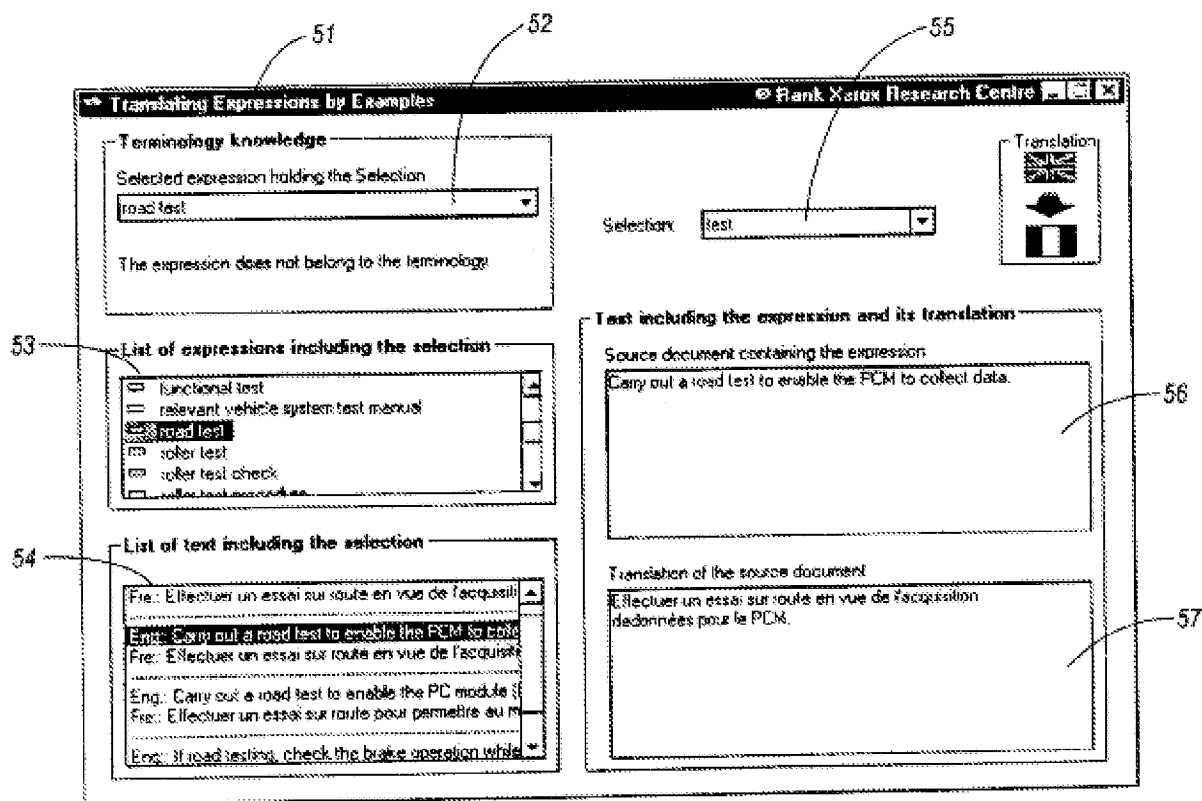 51
52
55
Translating Expressions by Examples
© Rank Xerox Research Centre
Terminology knowledge
Selected expression holding the Selection
road test
The expression does not belong to the terminology
Selection:
test
Translation
53
List of expressions including the selection
functional test
relevant vehicle system test manual
road test
roller test
roller test check
roller test procedure
54
List of text including the selection
Fre.: Effectuer un essai sur route en vue de l'acquisiti
Eng.: Carry out a road test to enable the PCM to colle
Fre.: Effectuer un essai sur route en vue de l'acquisiti
Eng.: Carry out a road test to enable the PC module
Fre.: Effectuer un essai sur route pour permettre au m
Eng.: If road testing, check the brake operation while
Text including the expression and its translation
Source document containing the expression
Carry out a road test to enable the PCM to collect data.
56
Translation of the source document
Effectuer un essai sur route en vue de l'acquisition
dedonnées pour le PCM.
57